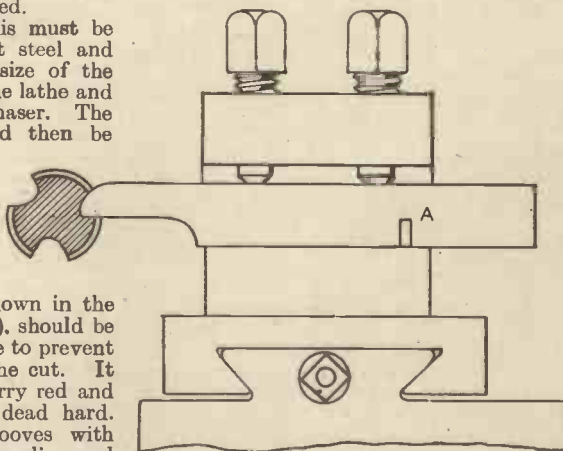 ed.
is must be
t steel and
size of the
e lathe and
aser. The
d then be
A
own in the
), should be
e to prevent
he cut. It
rry red and
dead hard.
ooves with